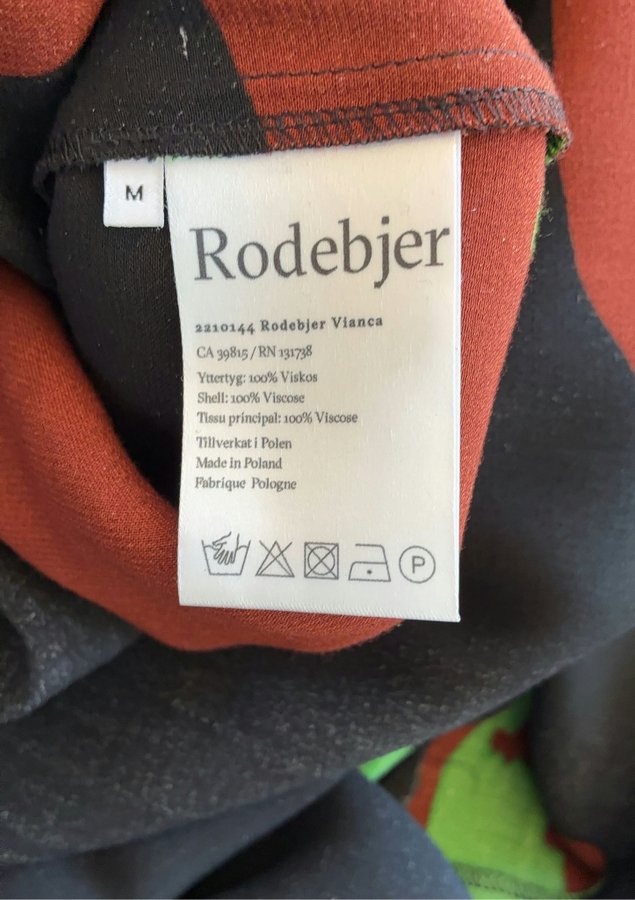 M
Rodebjer
2210144 Rodebjer Vianca
CA 39815 / RN 131738
Yttertyg: 100% Viskos
Shell: 100% Viscose
Tissu principal: 100% Viscose
Tillverkat i Polen
Made in Poland
Fabrique Pologne
P